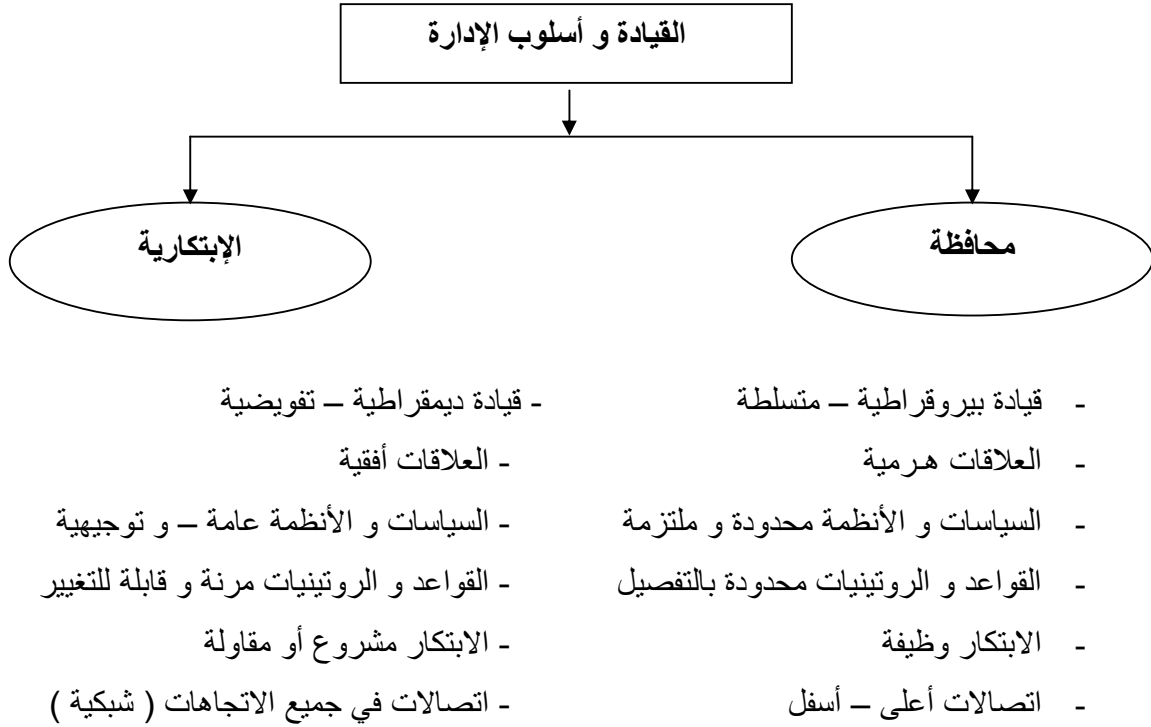 القيادة و أسلوب الإدارة
محافظة
الإبتكارية
- قيادة بيروقراطية – متسلطة
- قيادة ديمقراطية – تفويضية
- العلاقات هرمية
- العلاقات أفقية
- السياسات و الأنظمة محدودة و ملتزمة
- السياسات و الأنظمة عامة – و توجيهية
- القواعد و الروتينيات محدودة بالتفصيل
- القواعد و الروتينيات مرنة و قابلة للتغيير
- الابتكار وظيفة
- الابتكار مشروع أو مقاولة
- اتصالات أعلى – أسفل
- اتصالات في جميع الاتجاهات ( شبكية )